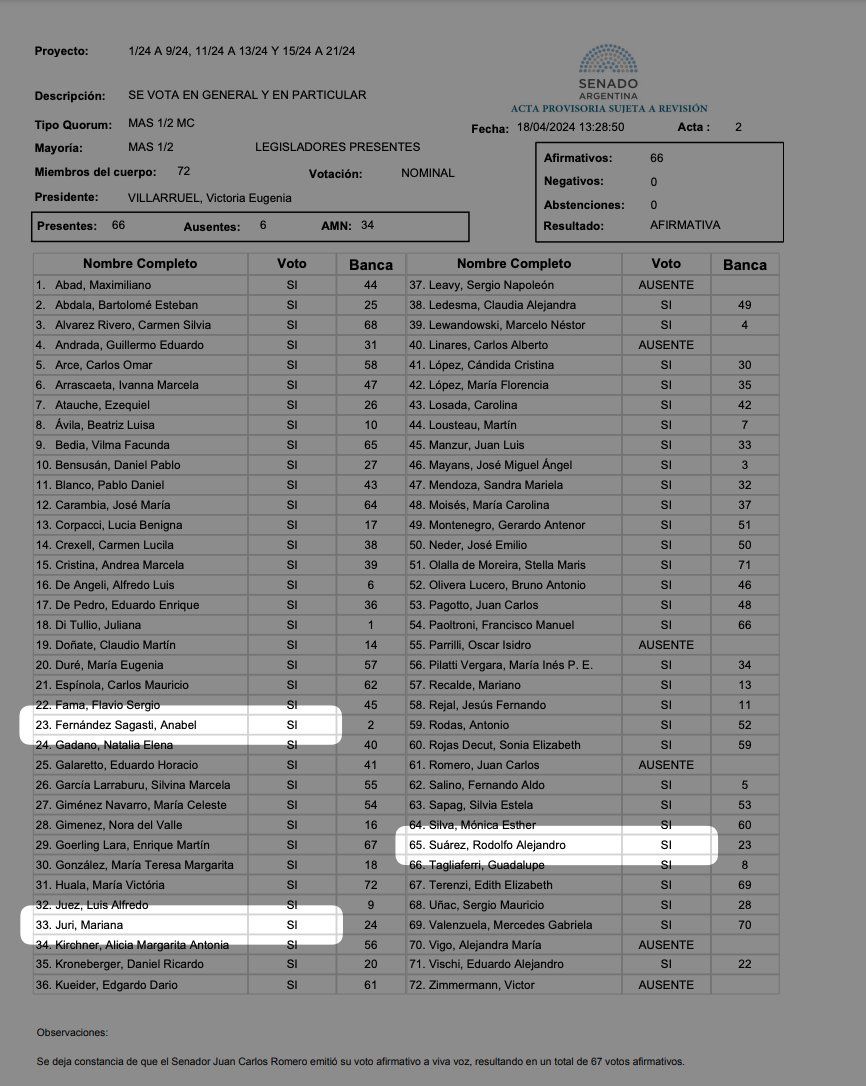 Proyecto: 1/24 A 9/24, 11/24 A 13/24 Y 15/24 A 21/24
SENADO
ARGENTINA
Descripción: SE VOTA EN GENERAL Y EN PARTICULAR
ACTA PROVISORIA SUJETA A REVISIÓN
Tipo Quorum: MAS 1/2 MC
Fecha: 18/04/2024 13:28:50 Acta : 2
Mayoría: MAS 1/2 LEGISLADORES PRESENTES
Miembros del cuerpo: 72 Votación: NOMINAL
Presidente: VILLARRUEL, Victoria Eugenia
Presentes: 66 Ausentes: 6 AMN: 34
Afirmativos: 66
Negativos: 0
Abstenciones: 0
Resultado: AFIRMATIVA
Nombre Completo Voto Banca Nombre Completo Voto Banca
1. Abad, Maximiliano SI 44 37. Leavy, Sergio Napoleón AUSENTE
2. Abdala, Bartolomé Esteban SI 25 38. Ledesma, Claudia Alejandra SI 49
3. Alvarez Rivero, Carmen Silvia SI 68 39. Lewandowski, Marcelo Néstor SI 4
4. Andrada, Guillermo Eduardo SI 31 40. Linares, Carlos Alberto AUSENTE
5. Arce, Carlos Omar SI 58 41. López, Cándida Cristina SI 30
6. Arrascaeta, Ivanna Marcela SI 47 42. López, María Florencia SI 35
7. Atauche, Ezequiel SI 26 43. Losada, Carolina SI 42
8. Ávila, Beatriz Luisa SI 10 44. Lousteau, Martín SI 7
9. Bedia, Vilma Facunda SI 65 45. Manzur, Juan Luis SI 33
10. Bensusán, Daniel Pablo SI 27 46. Mayans, José Miguel Ángel SI 3
11. Blanco, Pablo Daniel SI 43 47. Mendoza, Sandra Mariela SI 32
12. Carambia, José María SI 64 48. Moisés, María Carolina SI 37
13. Corpacci, Lucia Benigna SI 17 49. Montenegro, Gerardo Antenor SI 51
14. Crexell, Carmen Lucila SI 38 50. Neder, José Emilio SI 50
15. Cristina, Andrea Marcela SI 39 51. Olalla de Moreira, Stella Maris SI 71
16. De Angeli, Alfredo Luis SI 6 52. Olivera Lucero, Bruno Antonio SI 46
17. De Pedro, Eduardo Enrique SI 36 53. Pagotto, Juan Carlos SI 48
18. Di Tullio, Juliana SI 1 54. Paoltroni, Francisco Manuel SI 66
19. Doñate, Claudio Martín SI 14 55. Parrilli, Oscar Isidro AUSENTE
20. Duré, María Eugenia SI 57 56. Pilatti Vergara, María Inés P. E. SI 34
21. Espínola, Carlos Mauricio SI 62 57. Recalde, Mariano SI 13
22. Fama, Flavio Sergio SI 45 58. Rejal, Jesús Fernando SI 11
23. Fernández Sagasti, Anabel SI 2 59. Rodas, Antonio SI 52
24. Gadano, Natalia Elena SI 40 60. Rojas Decut, Sonia Elizabeth SI 59
25. Galaretto, Eduardo Horacio SI 41 61. Romero, Juan Carlos AUSENTE
26. García Larraburu, Silvina Marcela SI 55 62. Salino, Fernando Aldo SI 5
27. Giménez Navarro, María Celeste SI 54 63. Sapag, Silvia Estela SI 53
28. Gimenez, Nora del Valle SI 16 64. Silva, Mónica Esther SI 60
29. Goerling Lara, Enrique Martín SI 67 65. Suárez, Rodolfo Alejandro SI 23
30. González, María Teresa Margarita SI 18 66. Tagliaferri, Guadalupe SI 8
31. Huala, María Victória SI 72 67. Terenzi, Edith Elizabeth SI 69
32. Juez, Luis Alfredo SI 9 68. Uñac, Sergio Mauricio SI 28
33. Juri, Mariana SI 24 69. Valenzuela, Mercedes Gabriela SI 70
34. Kirchner, Alicia Margarita Antonia SI 56 70. Vigo, Alejandra María AUSENTE
35. Kroneberger, Daniel Ricardo SI 20 71. Vischi, Eduardo Alejandro SI 22
36. Kueider, Edgardo Dario SI 61 72. Zimmermann, Victor AUSENTE
Observaciones:
Se deja constancia de que el Senador Juan Carlos Romero emitió su voto afirmativo a viva voz, resultando en un total de 67 votos afirmativos.